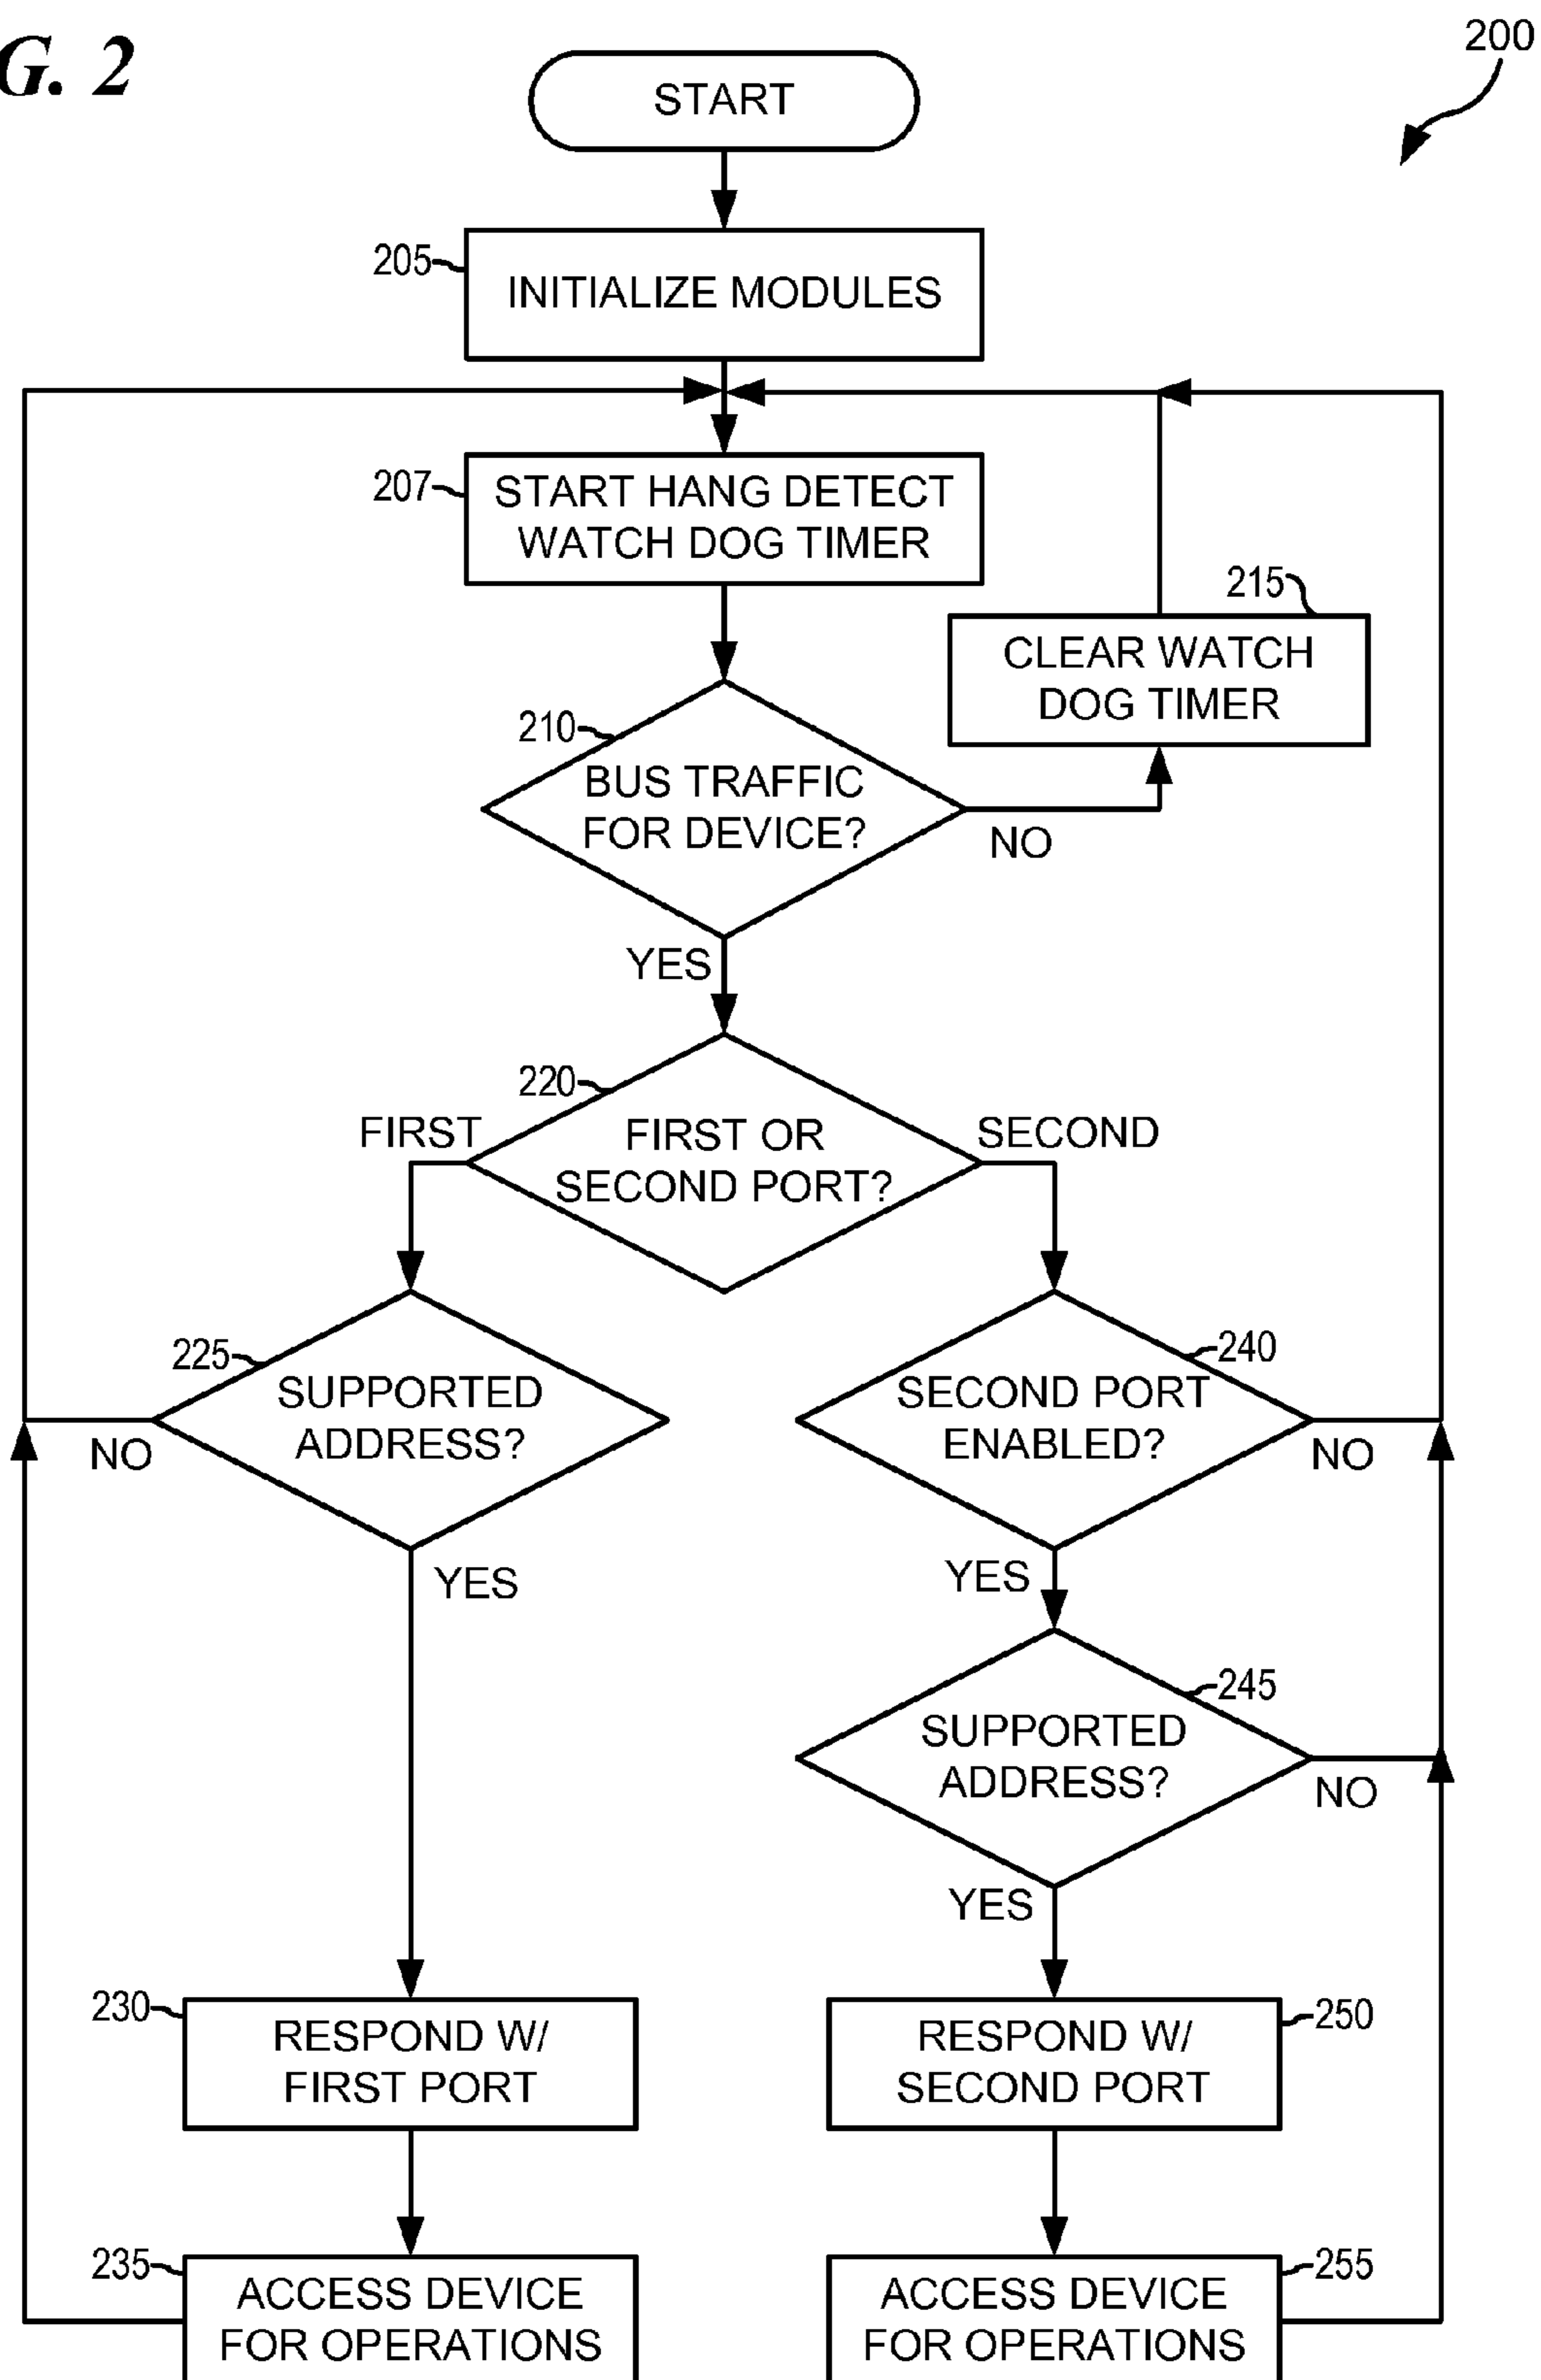 G. 2
200
START
205
INITIALIZE MODULES
207
START HANG DETECT
WATCH DOG TIMER
215
CLEAR WATCH
DOG TIMER
210
BUS TRAFFIC
FOR DEVICE?
NO
YES
220
FIRST
FIRST OR
SECOND PORT?
SECOND
225
SUPPORTED
ADDRESS?
NO
YES
240
SECOND PORT
ENABLED?
NO
YES
245
SUPPORTED
ADDRESS?
NO
YES
230
RESPOND W/
FIRST PORT
250
RESPOND W/
SECOND PORT
235
ACCESS DEVICE
FOR OPERATIONS
255
ACCESS DEVICE
FOR OPERATIONS